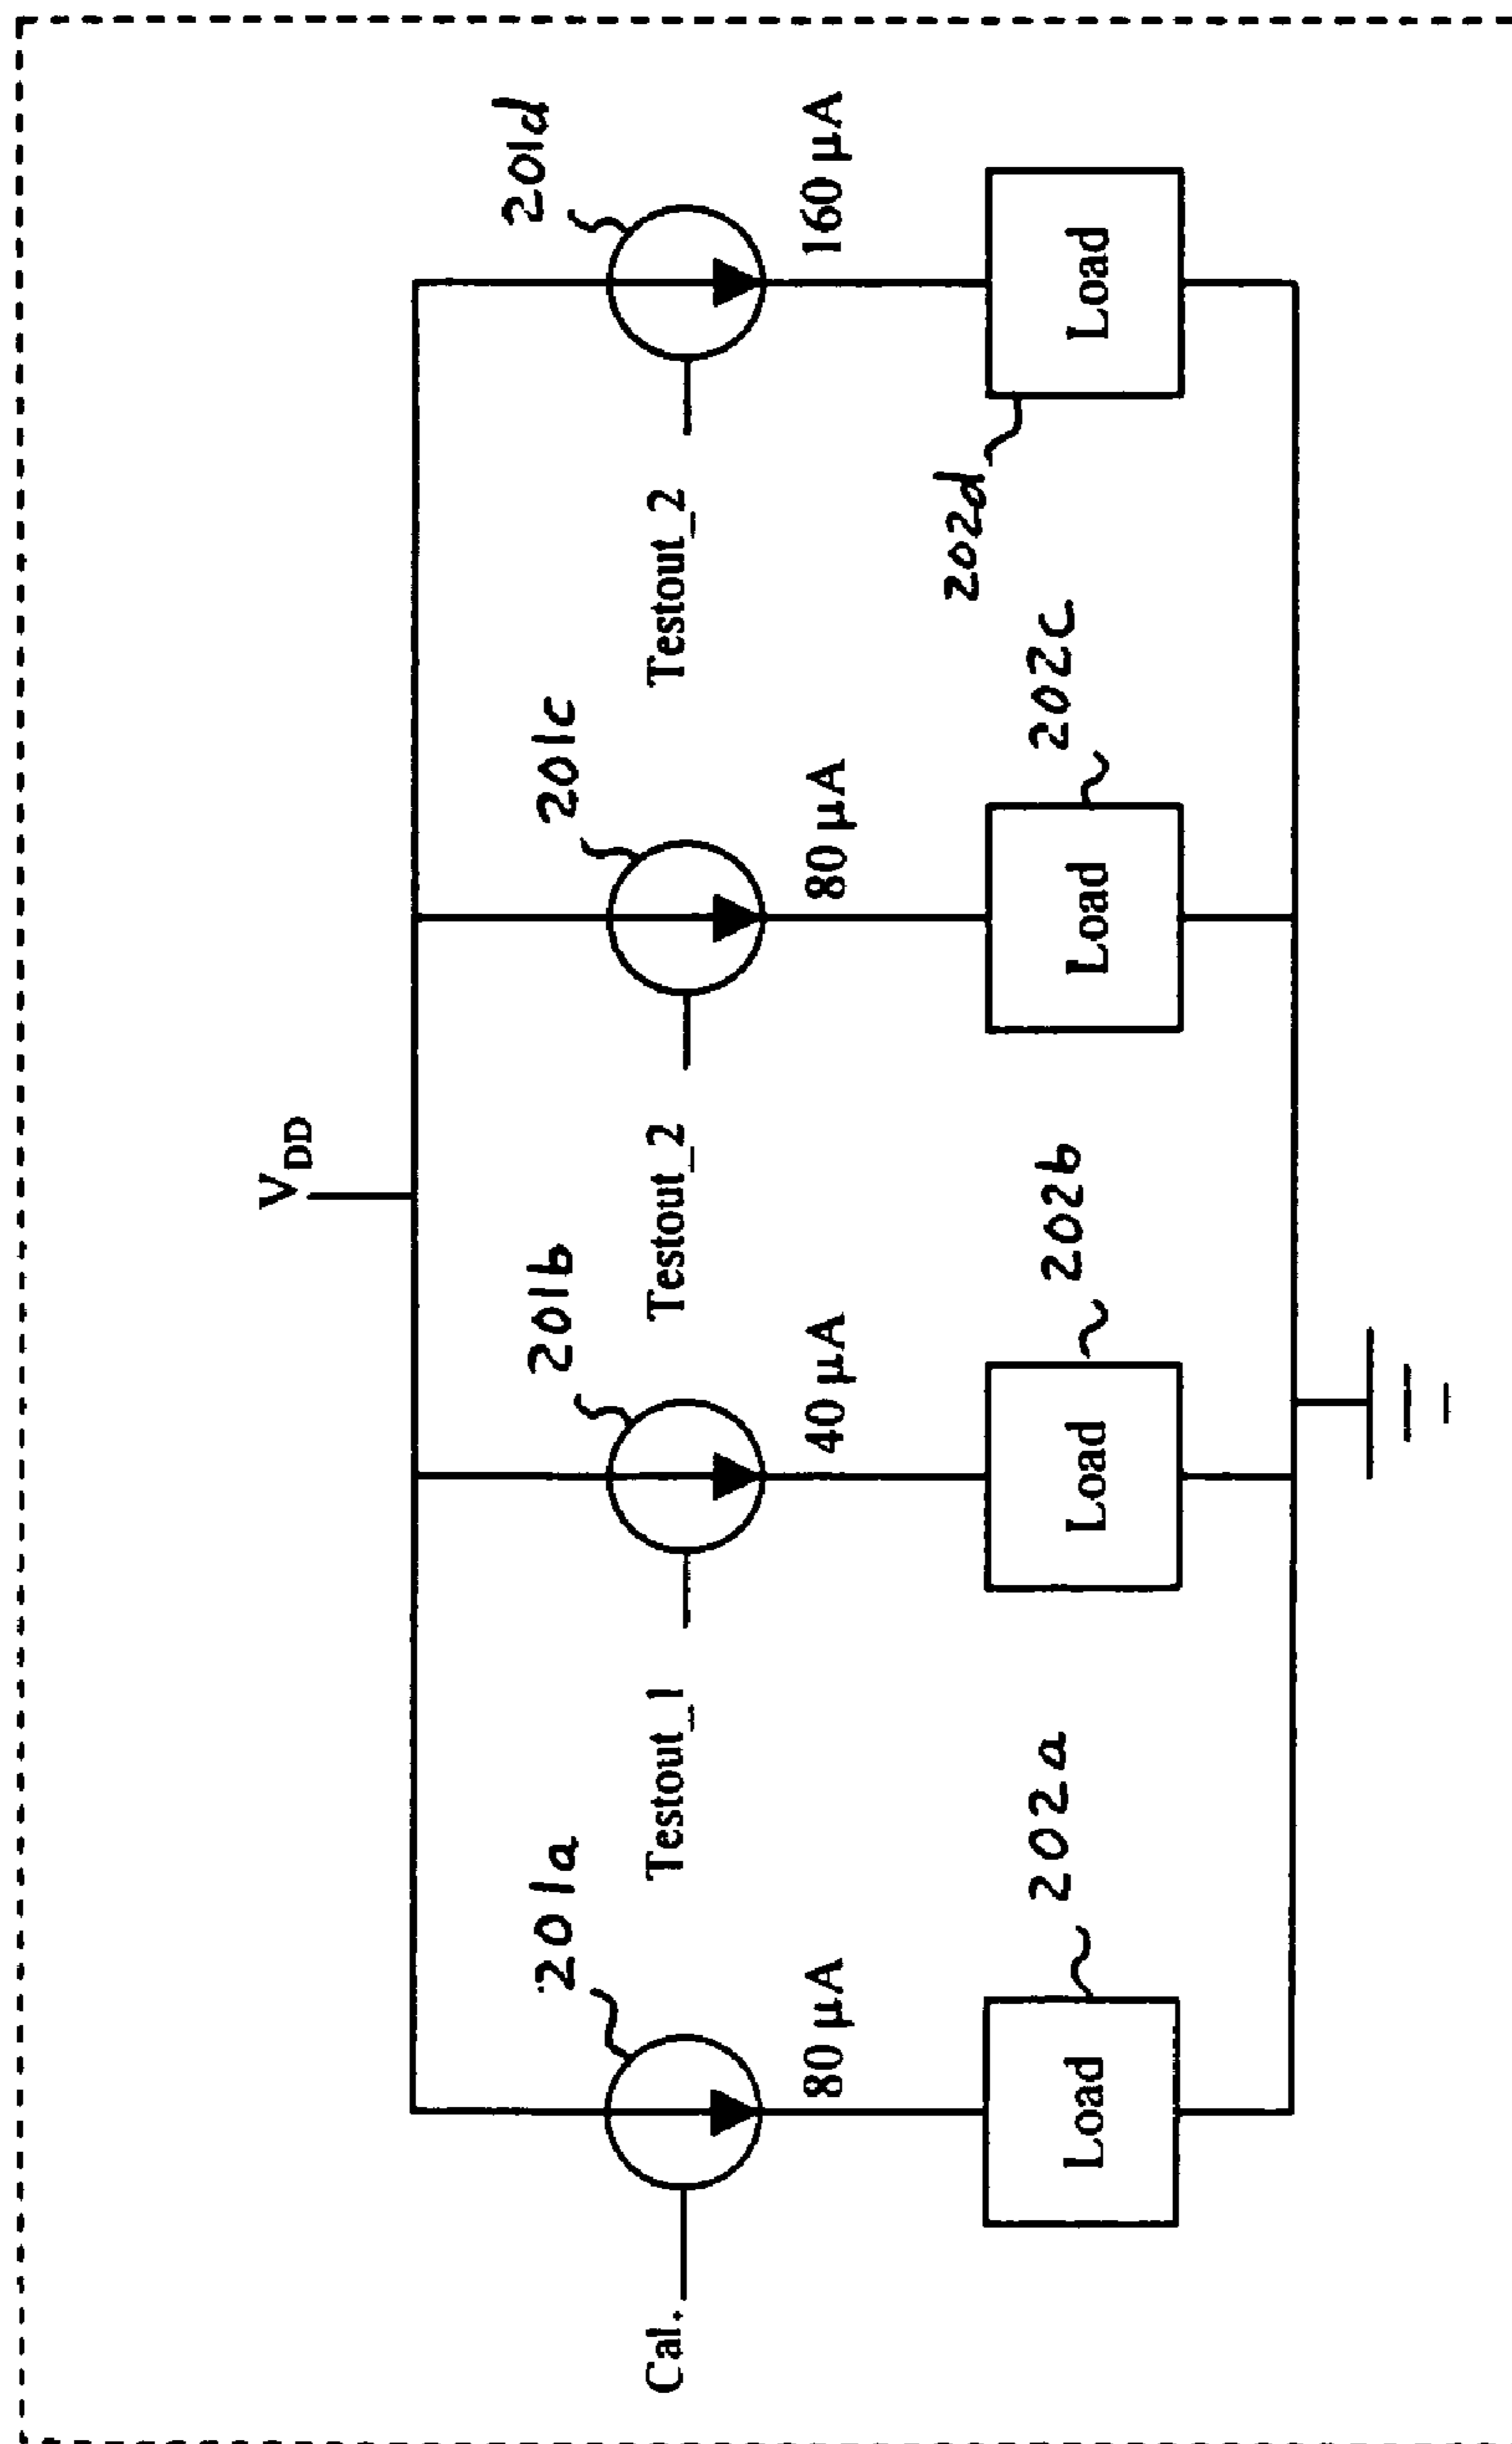 V_DD
201a
201b
201c
201d
Cal.
Testout_1
Testout_2
Testout_2
80 μA
40 μA
80 μA
160 μA
202a
202b
202c
202d
Load
Load
Load
Load